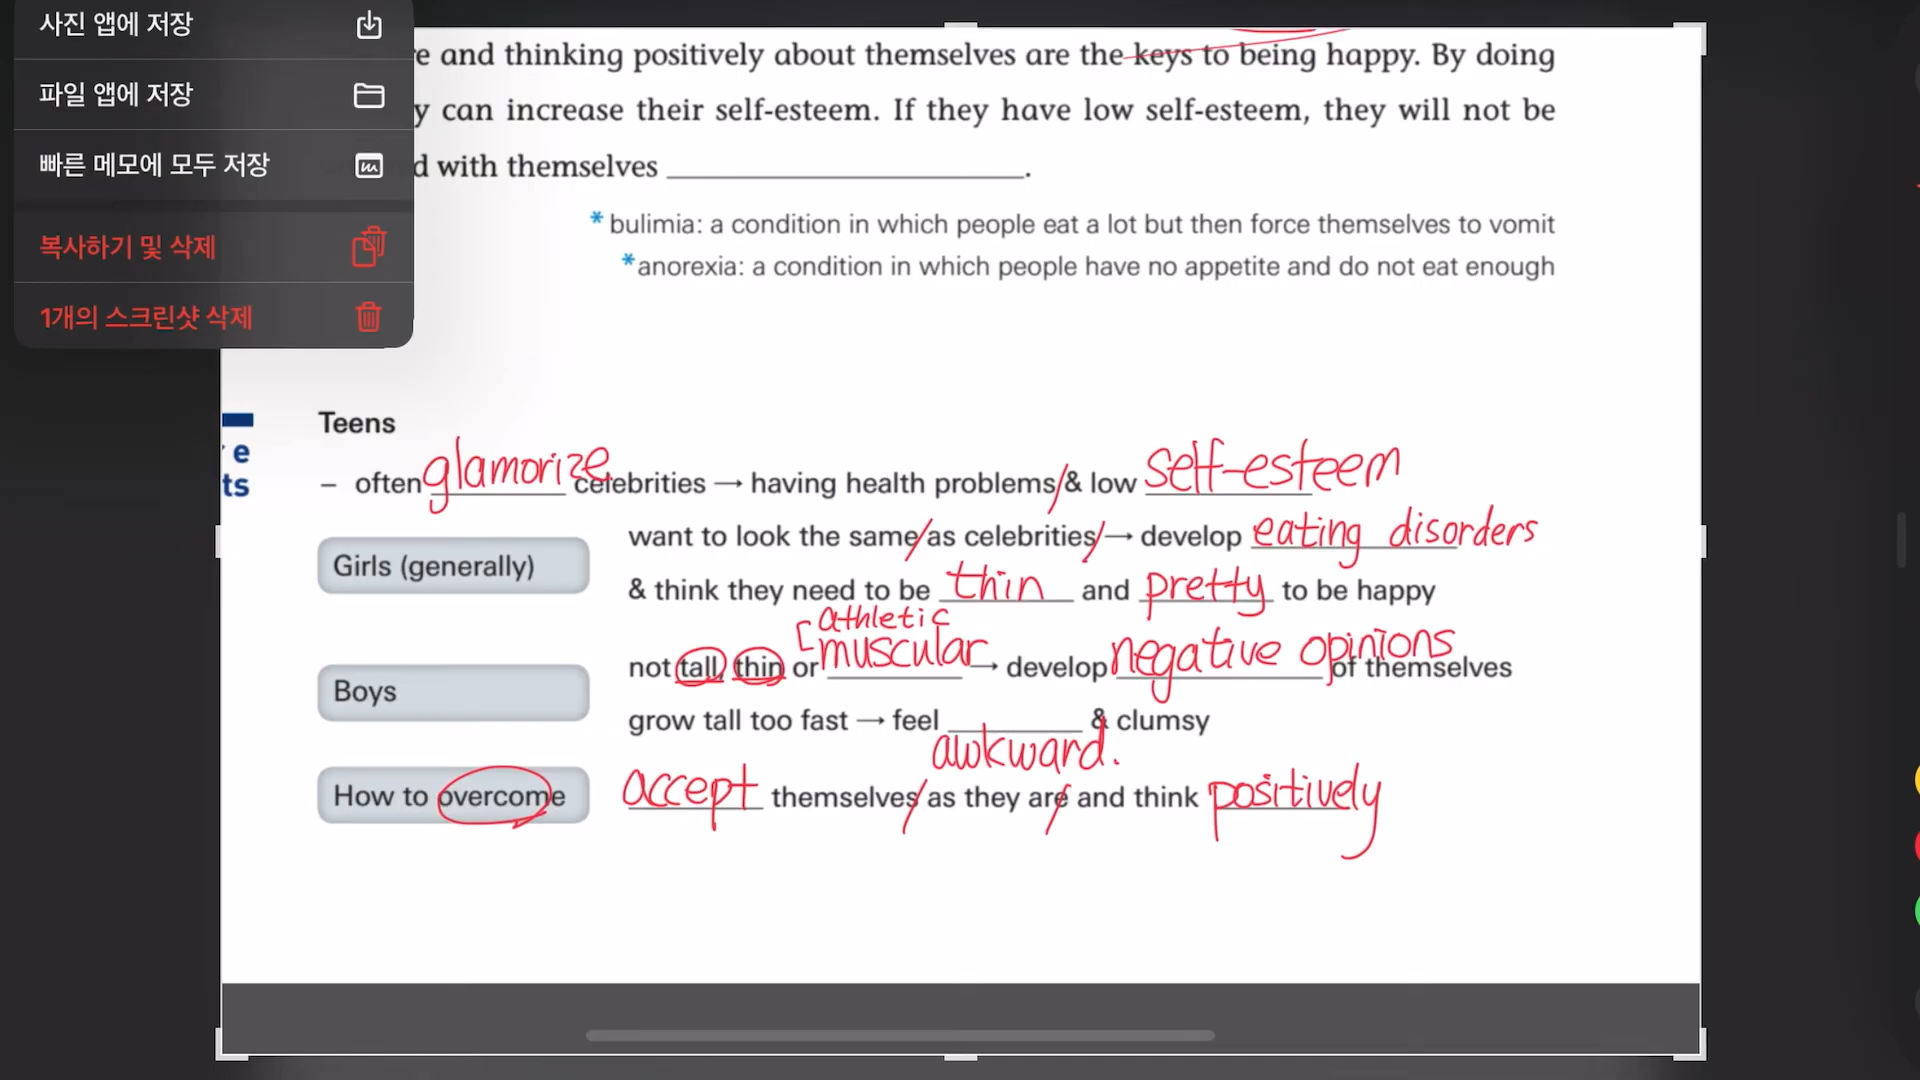 사진 앱에 저장
파일 앱에 저장
빠른 메모에 모두 저장
복사하기 및 삭제
1개의 스크린샷 삭제
e and thinking positively about themselves are the keys to being happy. By doing
y can increase their self-esteem. If they have low self-esteem, they will not be
d with themselves ____________________.
* bulimia: a condition in which people eat a lot but then force themselves to vomit
* anorexia: a condition in which people have no appetite and do not eat enough
e
ts
Teens
– often glamorize celebrities → having health problems / & low self-esteem
Girls (generally)
want to look the same / as celebrities / → develop eating disorders
& think they need to be thin and pretty to be happy
athletic
Boys
not tall, thin or muscular → develop negative opinions of themselves
grow tall too fast → feel ________ & clumsy
awkward.
How to overcome
accept themselves / as they are / and think positively